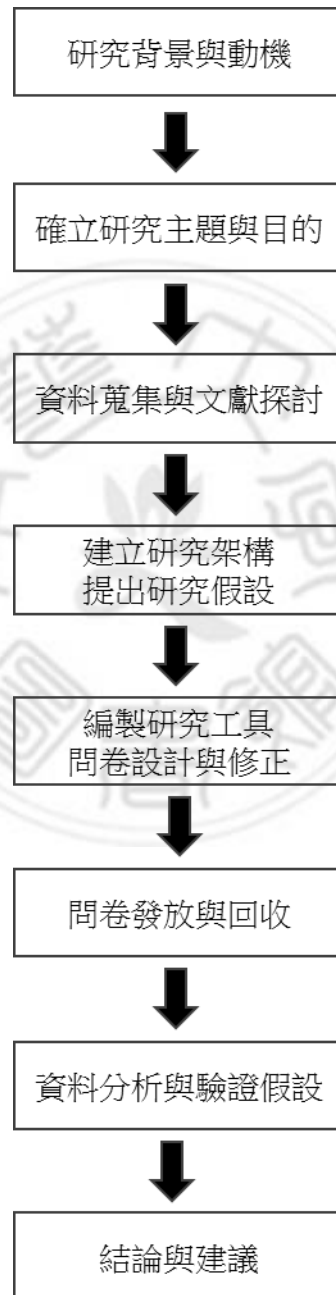 研究背景與動機
確立研究主題與目的
資料蒐集與文獻探討
建立研究架構
提出研究假設
編製研究工具
問卷設計與修正
問卷發放與回收
資料分析與驗證假設
結論與建議